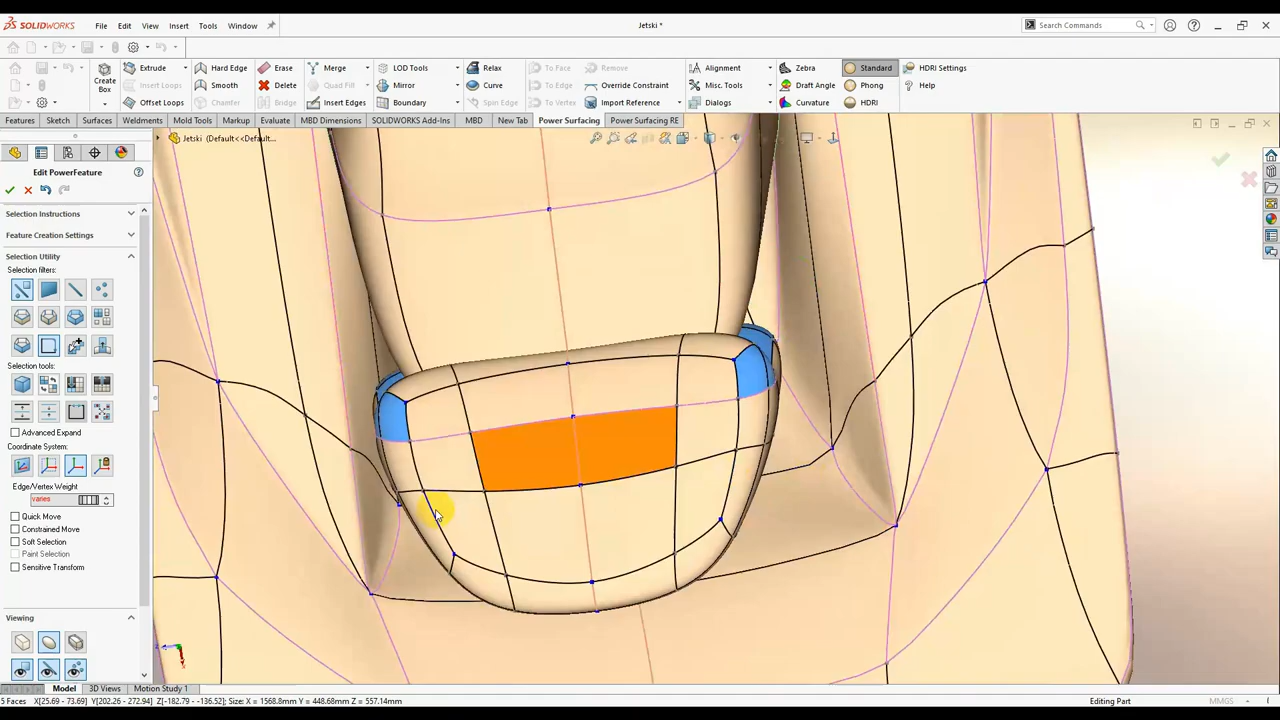 SOLIDWORKS File Edit View Insert Tools Window Jetski * Search Commands
Extrude Hard Edge Erase Merge LOD Tools Relax To Face Remove Alignment Zebra Standard HDRI Settings
Create Box Insert Loops Smooth Delete Quad Fill Mirror Curve To Edge Override Constraint Misc. Tools Draft Angle Phong Help
Offset Loops Chamfer Bridge Insert Edges Boundary Spin Edge To Vertex Import Reference Dialogs Curvature HDRI
Features Sketch Surfaces Weldments Mold Tools Markup Evaluate MBD Dimensions SOLIDWORKS Add-Ins MBD New Tab Power Surfacing Power Surfacing RE
Jetski (Default<<Default...
Edit PowerFeature
Selection Instructions
Feature Creation Settings
Selection Utility
Selection filters:
Selection tools:
Advanced Expand
Coordinate System:
Edge/Vertex Weight
varies
Quick Move
Constrained Move
Soft Selection
Paint Selection
Sensitive Transform
Viewing
Model 3D Views Motion Study 1
5 Faces X[25.69 - 73.69] Y[202.26 - 272.94] Z[-182.79 - -136.52]; Size: X = 1568.8mm Y = 448.68mm Z = 557.14mm Editing Part MMGS